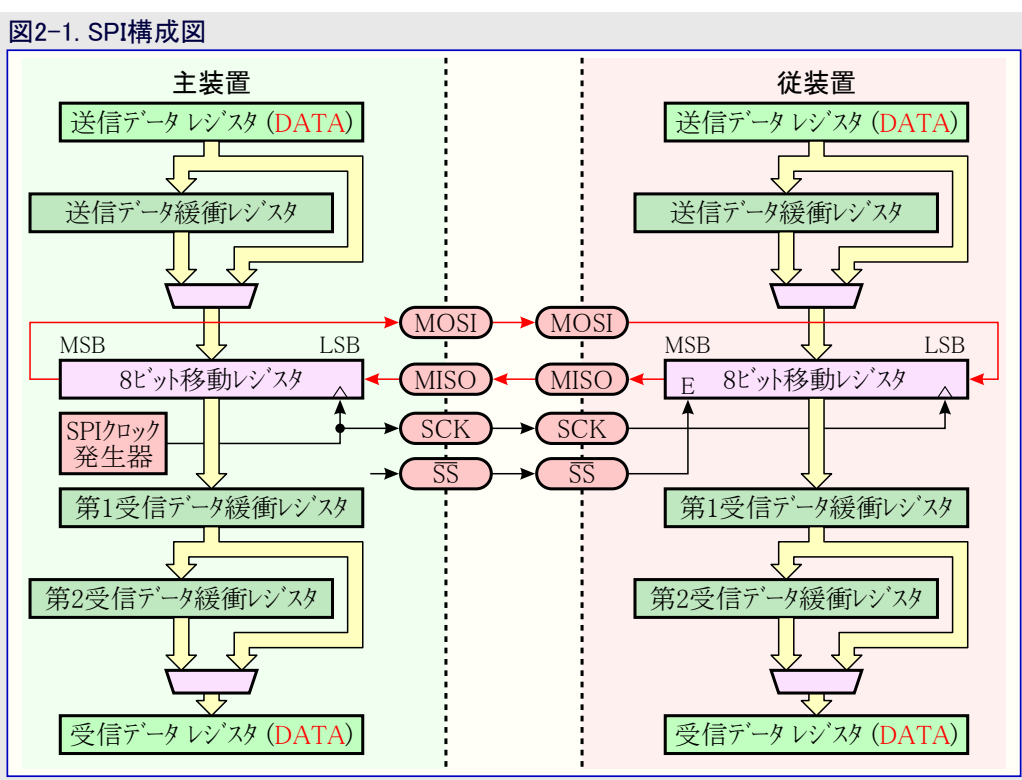 図2-1. SPI構成図
主装置
従装置
送信データ レジスタ (DATA)
送信データ レジスタ (DATA)
送信データ緩衝レジスタ
送信データ緩衝レジスタ
MOSI
MOSI
MSB
LSB
MSB
LSB
8ビット移動レジスタ
MISO
MISO
E
8ビット移動レジスタ
SPIクロック
発生器
SCK
SCK
SS
SS
第1受信データ緩衝レジスタ
第1受信データ緩衝レジスタ
第2受信データ緩衝レジスタ
第2受信データ緩衝レジスタ
受信データ レジスタ (DATA)
受信データ レジスタ (DATA)